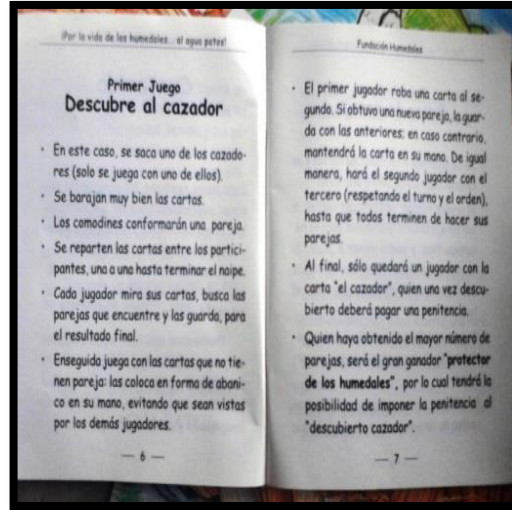 ¡Por la vida de los humedales... al agua patos!
Primer Juego
Descubre al cazador
· En este caso, se saca uno de los cazado-
res (solo se juega con uno de ellos).
· Se barajan muy bien las cartas.
· Los comodines conformarán una pareja.
· Se reparten las cartas entre los partici-
pantes, una a una hasta terminar el naipe.
· Cada jugador mira sus cartas, busca las
parejas que encuentre y las guarda, para
el resultado final.
· Enseguida juega con las cartas que no tie-
nen pareja: las coloca en forma de abani-
co en su mano, evitando que sean vistas
por los demás jugadores.
— 6 —
Fundación Humedales
· El primer jugador roba una carta al se-
gundo. Si obtuvo una nueva pareja, la guar-
da con las anteriores; en caso contrario,
mantendrá la carta en su mano. De igual
manera, hará el segundo jugador con el
tercero (respetando el turno y el orden),
hasta que todos terminen de hacer sus
parejas.
· Al final, sólo quedará un jugador con la
carta "el cazador", quien una vez descu-
bierto deberá pagar una penitencia.
· Quien haya obtenido el mayor número de
parejas, será el gran ganador "protector
de los humedales", por lo cual tendrá la
posibilidad de imponer la penitencia al
"descubierto cazador".
— 7 —